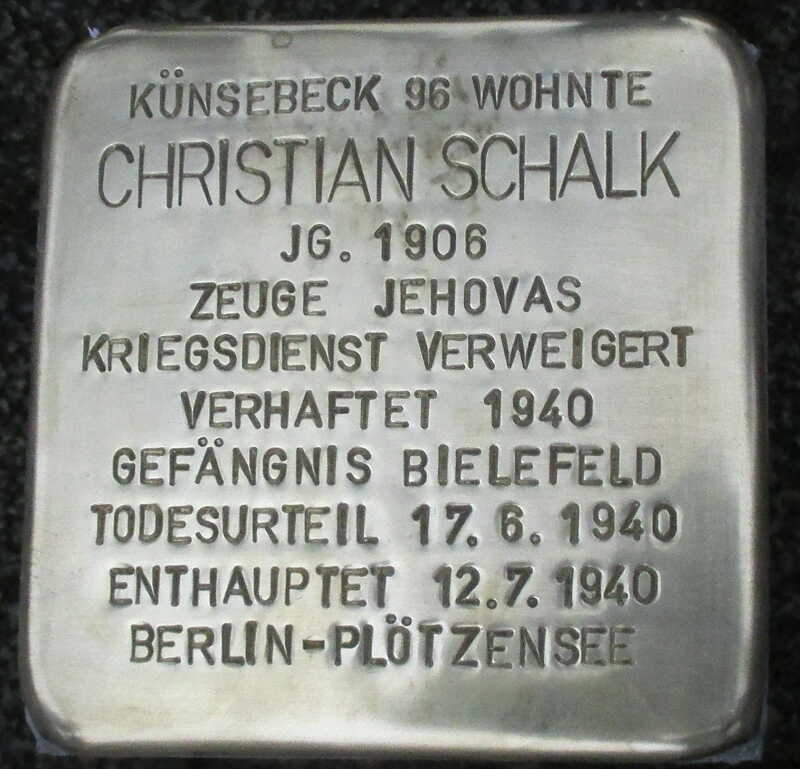 KÜNSEBECK 96 WOHNTE
CHRISTIAN SCHALK
JG. 1906
ZEUGE JEHOVAS
KRIEGSDIENST VERWEIGERT
VERHAFTET 1940
GEFÄNGNIS BIELEFELD
TODESURTEIL 17.6.1940
ENTHAUPTET 12.7.1940
BERLIN-PLÖTZENSEE